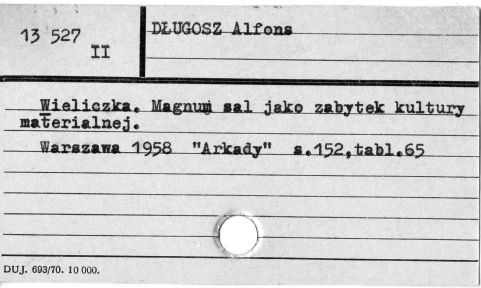 13 527
II
DŁUGOSZ Alfons
Wieliczka. Magnum sal jako zabytek kultury
materialnej.
Warszawa 1958 "Arkady" s.152,tabl.65
DUJ. 693/70. 10 000.